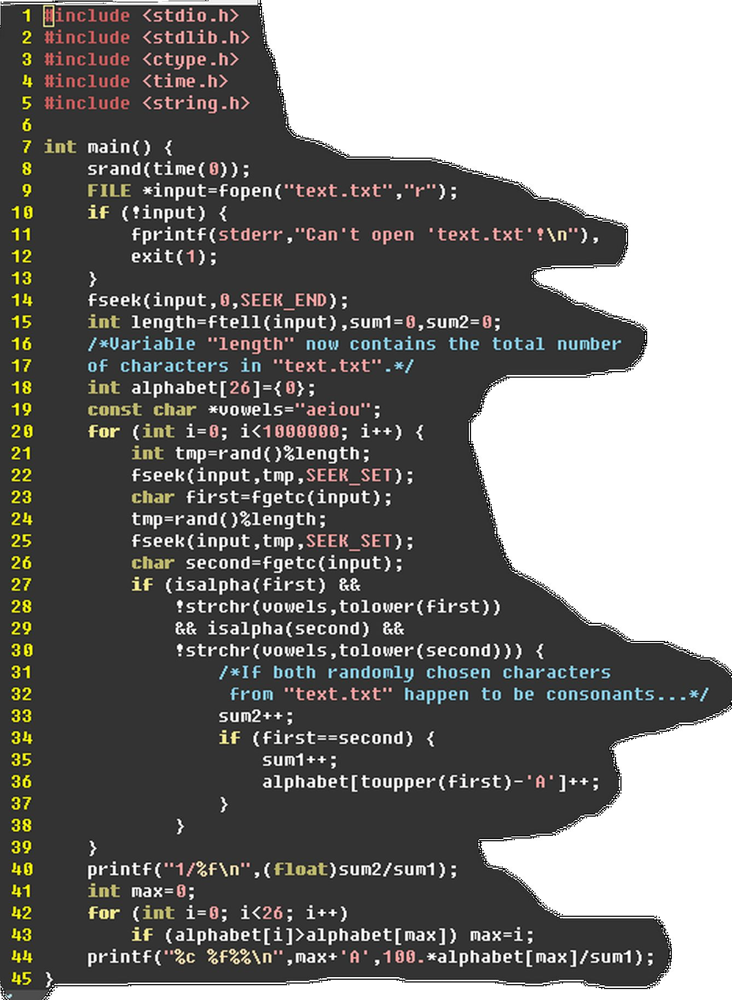 1 #include <stdio.h>
2 #include <stdlib.h>
3 #include <ctype.h>
4 #include <time.h>
5 #include <string.h>
6
7 int main() {
8     srand(time(0));
9     FILE *input=fopen("text.txt","r");
10     if (!input) {
11         fprintf(stderr,"Can't open 'text.txt'!\n"),
12         exit(1);
13     }
14     fseek(input,0,SEEK_END);
15     int length=ftell(input),sum1=0,sum2=0;
16     /*Variable "length" now contains the total number
17     of characters in "text.txt".*/
18     int alphabet[26]={0};
19     const char *vowels="aeiou";
20     for (int i=0; i<1000000; i++) {
21         int tmp=rand()%length;
22         fseek(input,tmp,SEEK_SET);
23         char first=fgetc(input);
24         tmp=rand()%length;
25         fseek(input,tmp,SEEK_SET);
26         char second=fgetc(input);
27         if (isalpha(first) &&
28             !strchr(vowels,tolower(first))
29             && isalpha(second) &&
30             !strchr(vowels,tolower(second))) {
31                 /*If both randomly chosen characters
32                  from "text.txt" happen to be consonants...*/
33                 sum2++;
34                 if (first==second) {
35                     sum1++;
36                     alphabet[toupper(first)-'A']++;
37                 }
38             }
39     }
40     printf("1/%f\n",(float)sum2/sum1);
41     int max=0;
42     for (int i=0; i<26; i++)
43         if (alphabet[i]>alphabet[max]) max=i;
44     printf("%c %f%%\n",max+'A',100.*alphabet[max]/sum1);
45 }